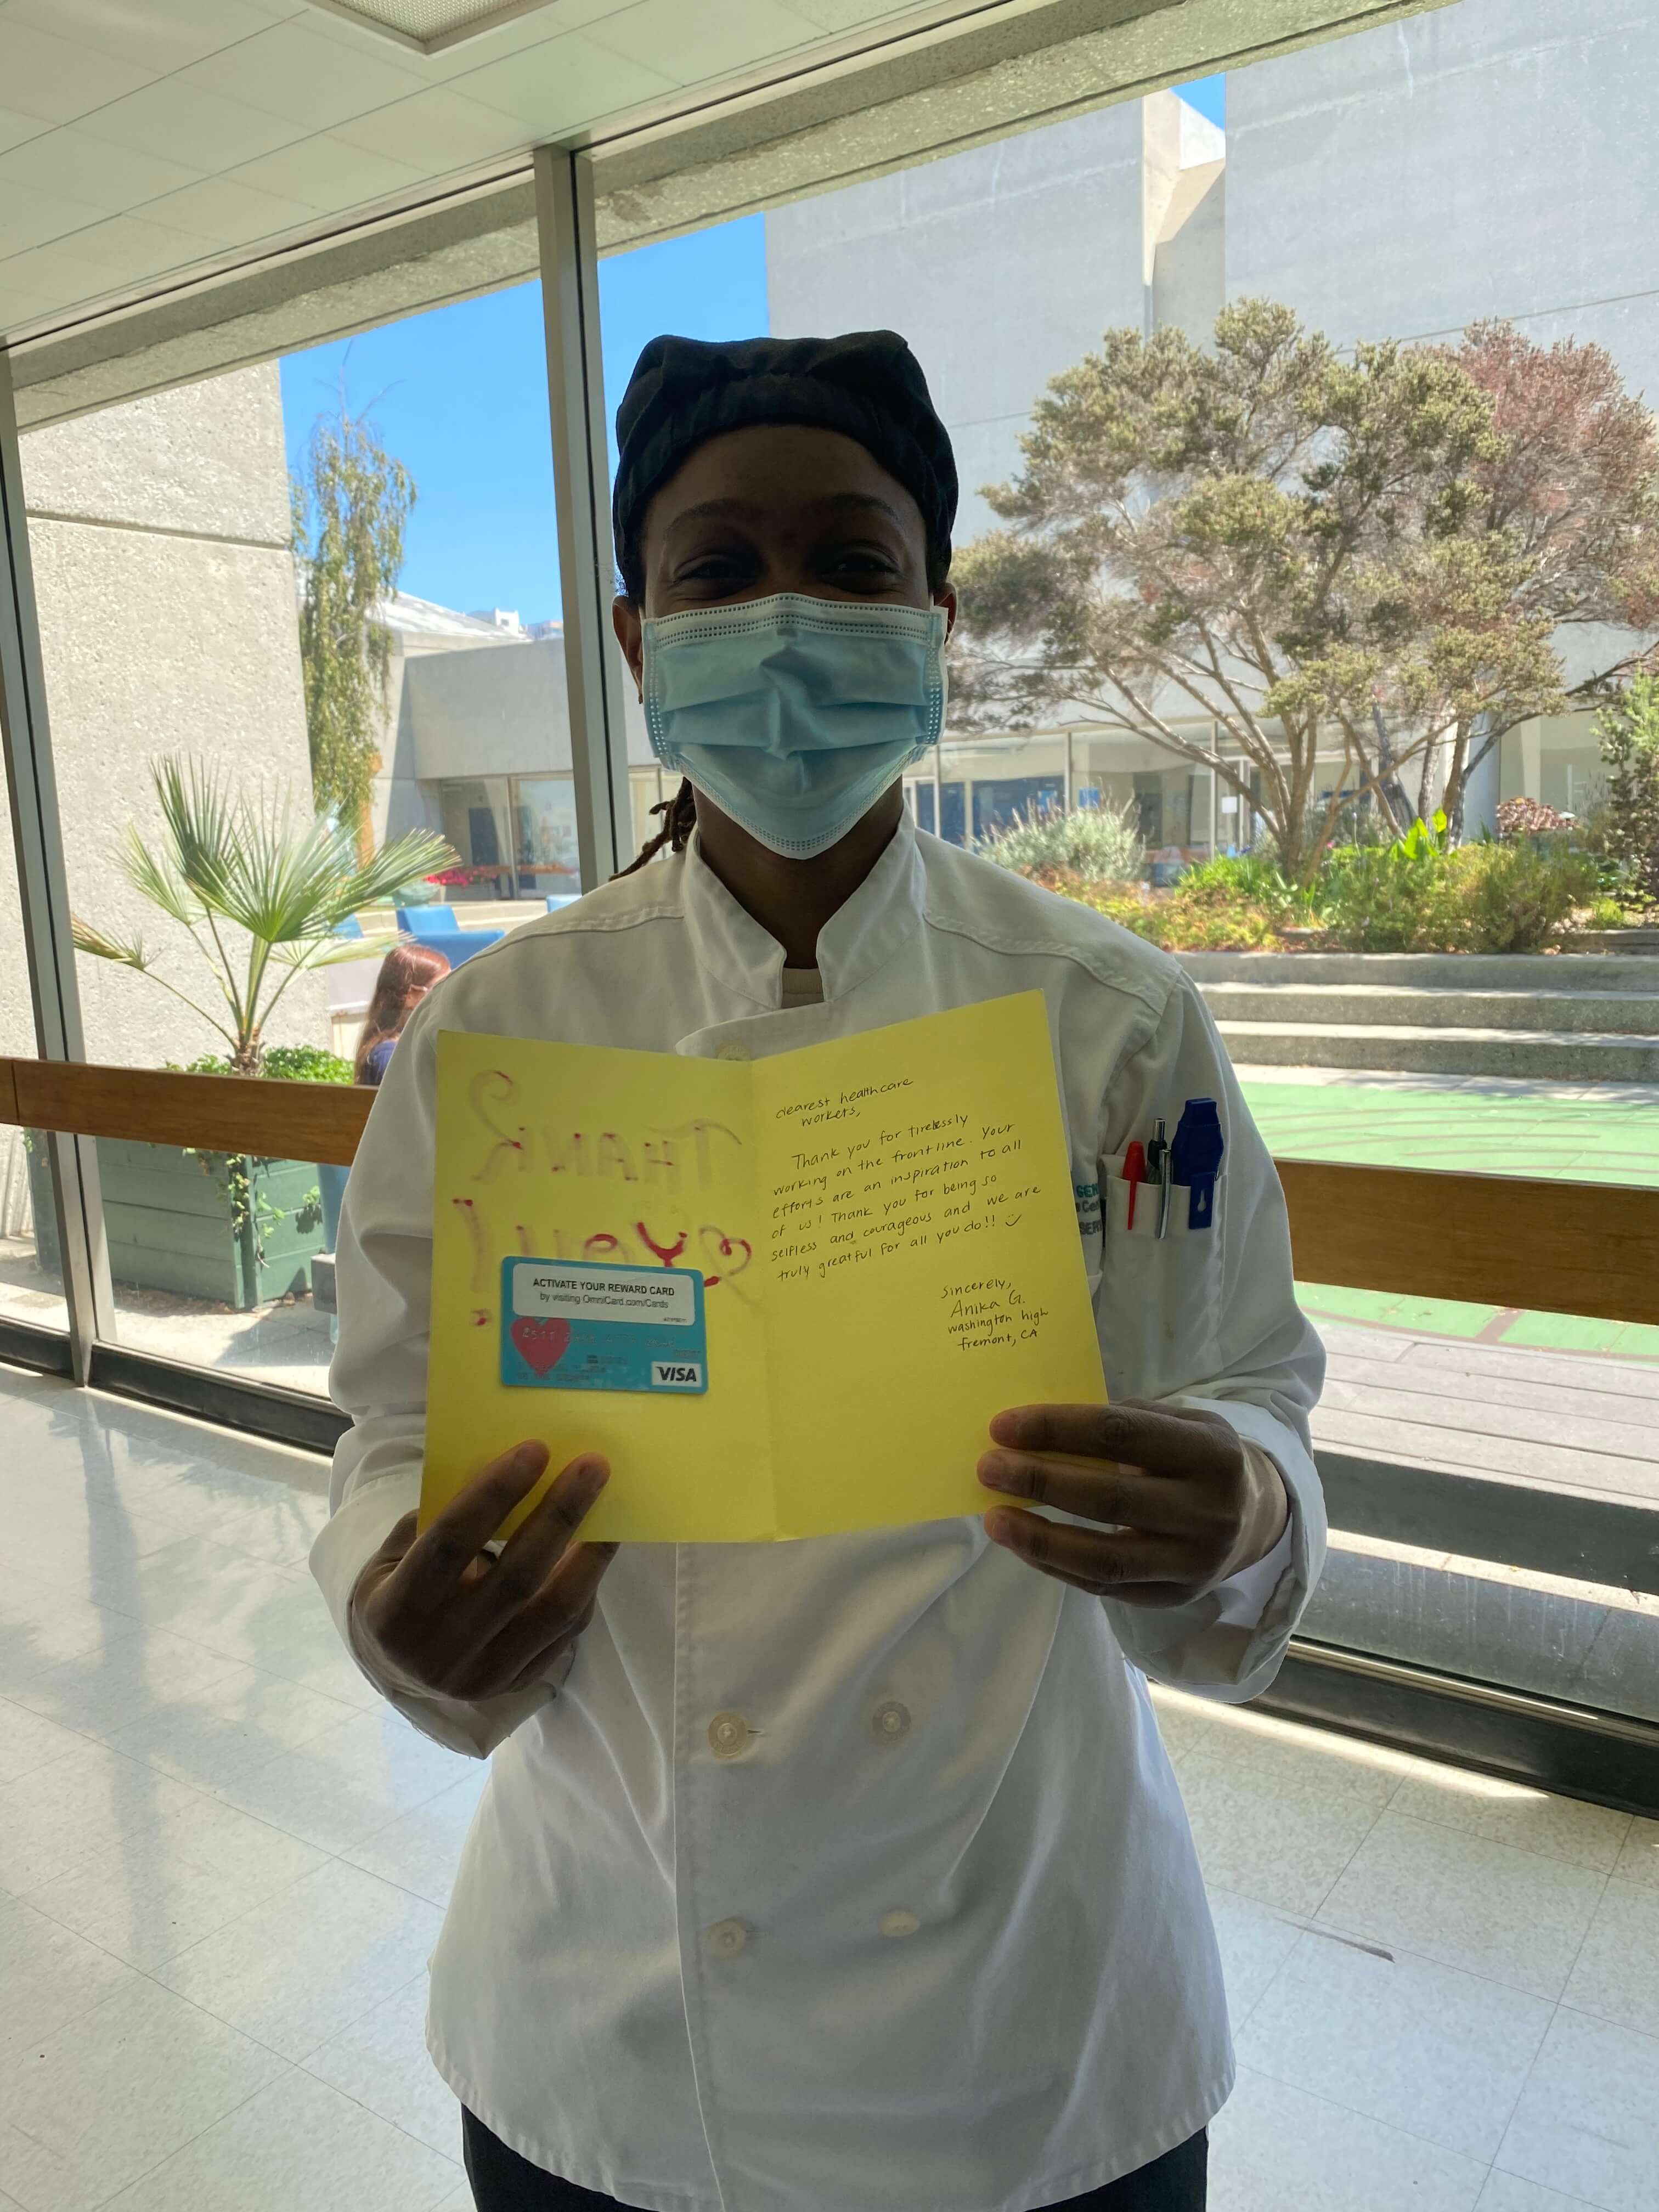 THANK
you!
ACTIVATE YOUR REWARD CARD
by visiting OmniCard.com/Cards
VISA
dearest healthcare
workers,
Thank you for tirelessly
working on the frontline. Your
efforts are an inspiration to all
of us! Thank you for being so
selfless and courageous and we are
truly greatful for all you do!!
sincerely,
Anika G.
washington high
fremont, CA
SER